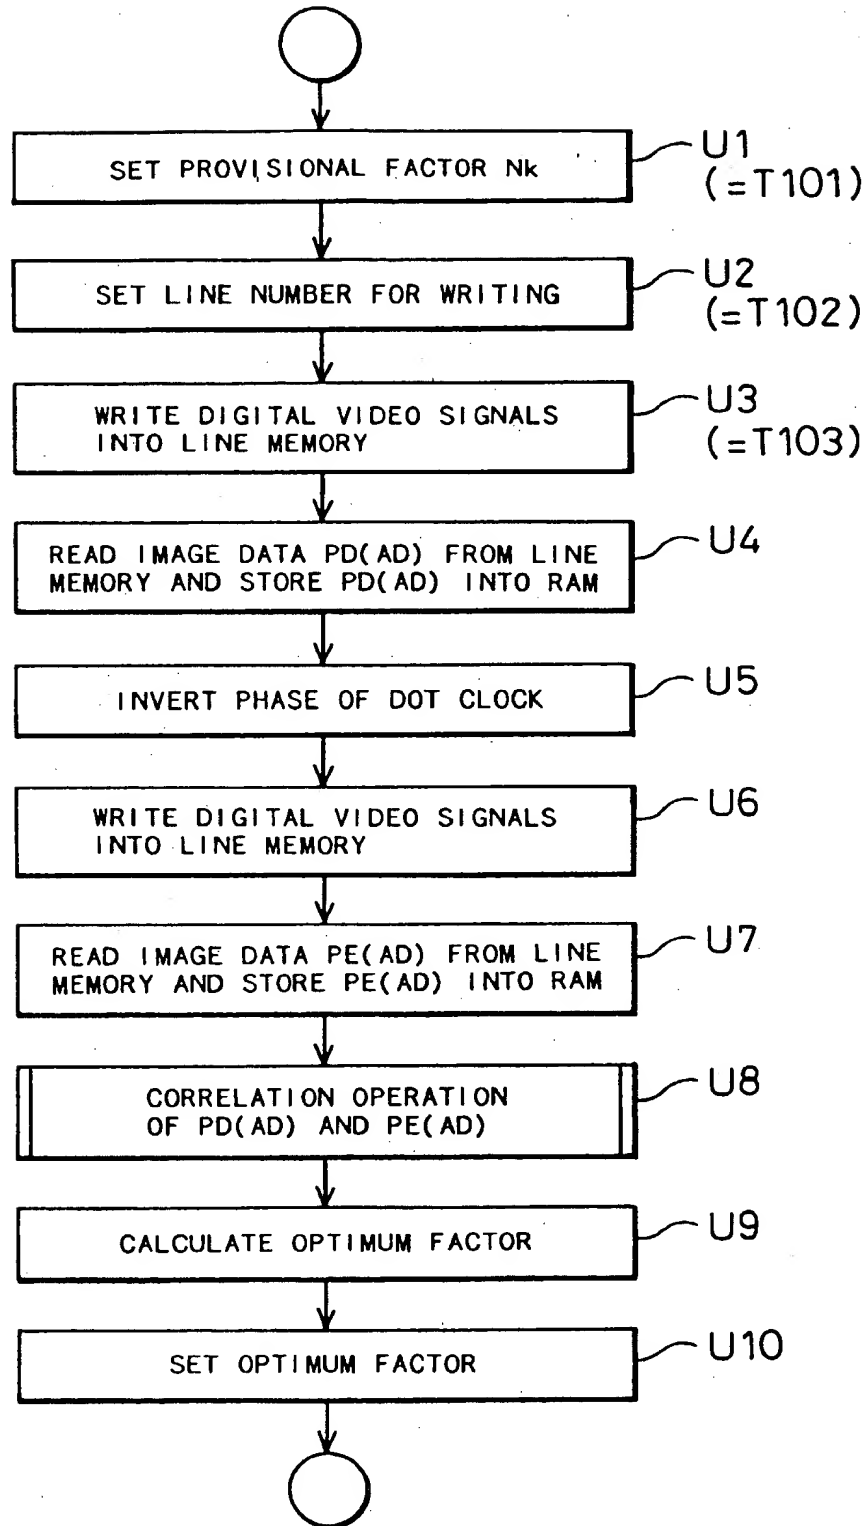 SET PROVISIONAL FACTOR Nk
U1
(=T101)
SET LINE NUMBER FOR WRITING
U2
(=T102)
WRITE DIGITAL VIDEO SIGNALS
INTO LINE MEMORY
U3
(=T103)
READ IMAGE DATA PD(AD) FROM LINE
MEMORY AND STORE PD(AD) INTO RAM
U4
INVERT PHASE OF DOT CLOCK
U5
WRITE DIGITAL VIDEO SIGNALS
INTO LINE MEMORY
U6
READ IMAGE DATA PE(AD) FROM LINE
MEMORY AND STORE PE(AD) INTO RAM
U7
CORRELATION OPERATION
OF PD(AD) AND PE(AD)
U8
CALCULATE OPTIMUM FACTOR
U9
SET OPTIMUM FACTOR
U10